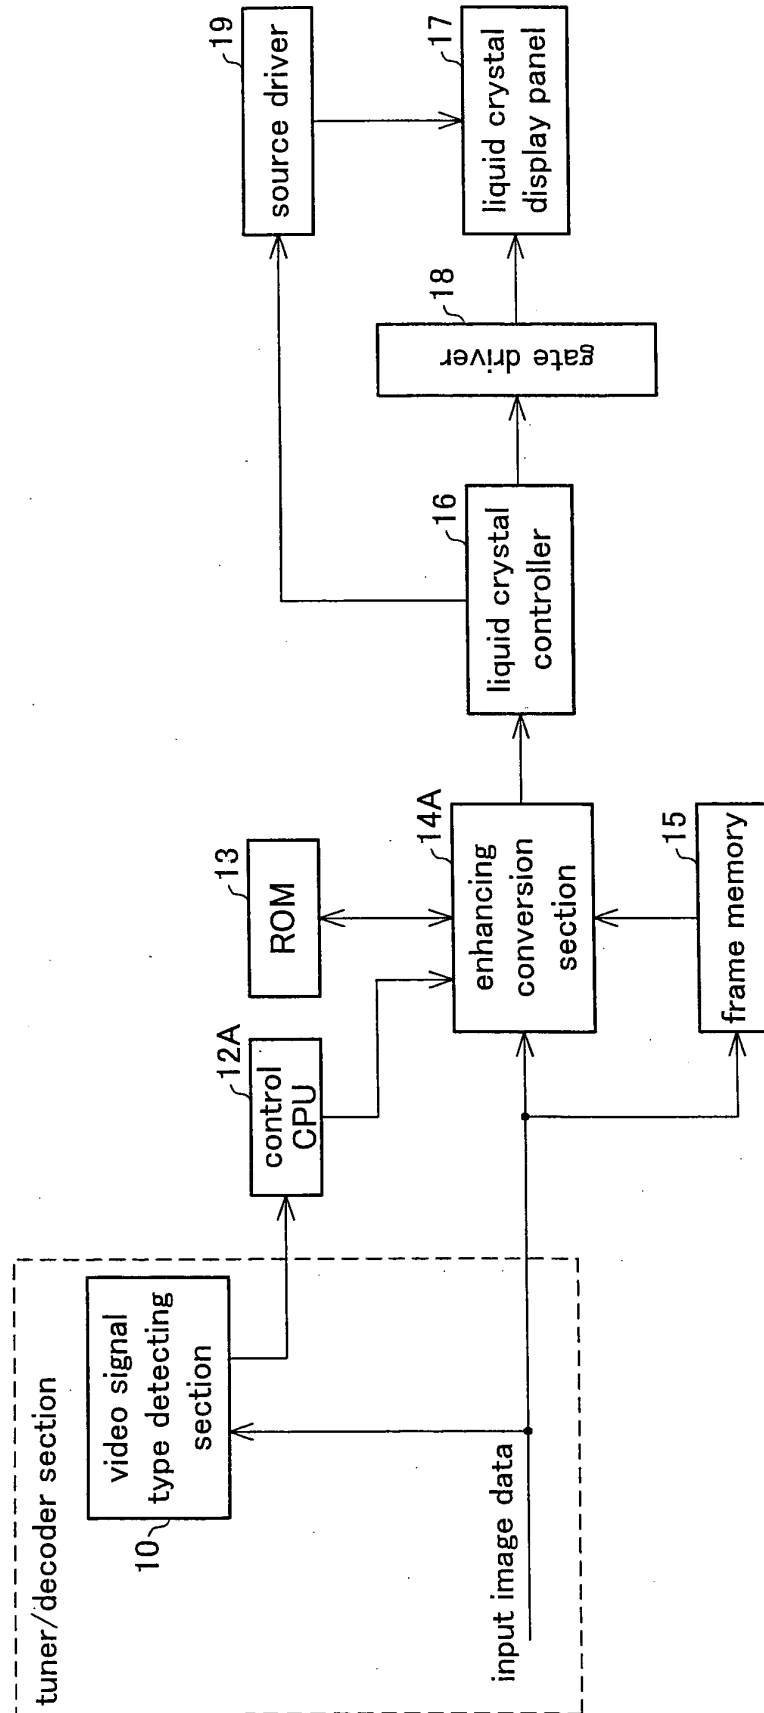 tuner/decoder section
video signal
type detecting
section
10
input image data
12A
control
CPU
13
ROM
14A
enhancing
conversion
section
15
frame memory
16
liquid crystal
controller
18
gate driver
19
source driver
17
liquid crystal
display panel